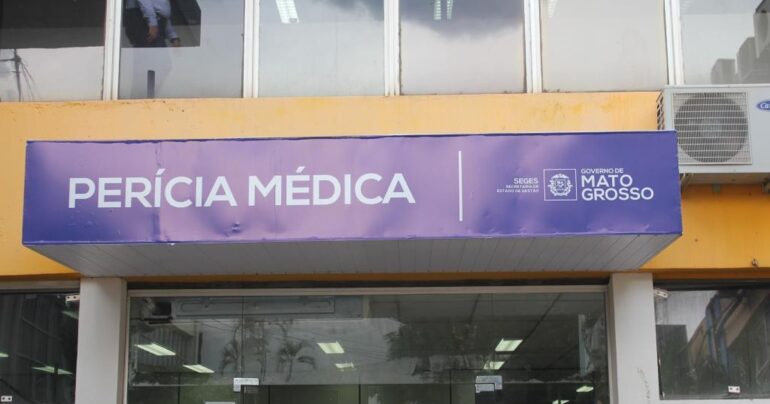 PERÍCIA MÉDICA
SEGES
SECRETARIA DE
ESTADO DE GESTÃO
GOVERNO DE
MATO
GROSSO